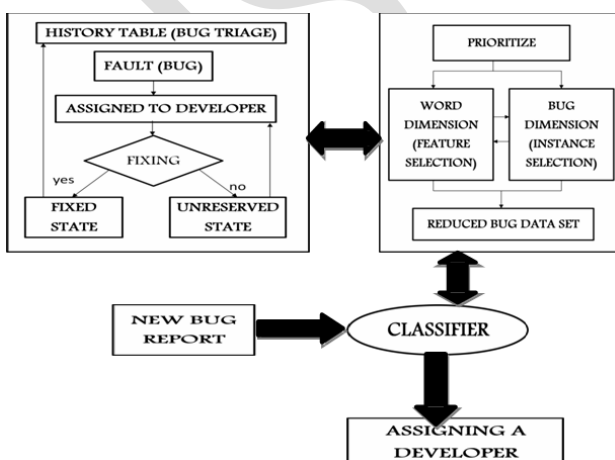 HISTORY TABLE (BUG TRIAGE)
FAULT (BUG)
ASSIGNED TO DEVELOPER
FIXING
yes
no
FIXED
STATE
UNRESERVED
STATE
PRIORITIZE
WORD
DIMENSION
(FEATURE
SELECTION)
BUG
DIMENSION
(INSTANCE
SELECTION)
REDUCED BUG DATA SET
NEW BUG
REPORT
CLASSIFIER
ASSIGNING A
DEVELOPER